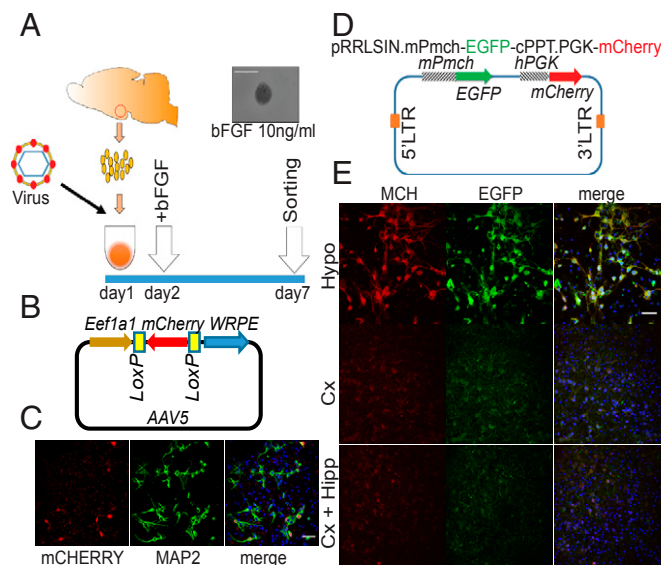 A
bFGF 10ng/ml
Virus
+bFGF
Sorting
day1
day2
day7
B
Eef1a1 mCherry WRPE
LoxP
LoxP
AAV5
C
mCHERRY
MAP2
merge
D
pRRLSIN.mPmch-EGFP-cPPT.PGK-mCherry
mPmch
hPGK
EGFP
mCherry
5'LTR
3'LTR
E
MCH
EGFP
merge
Hypo
Cx
Cx + Hipp